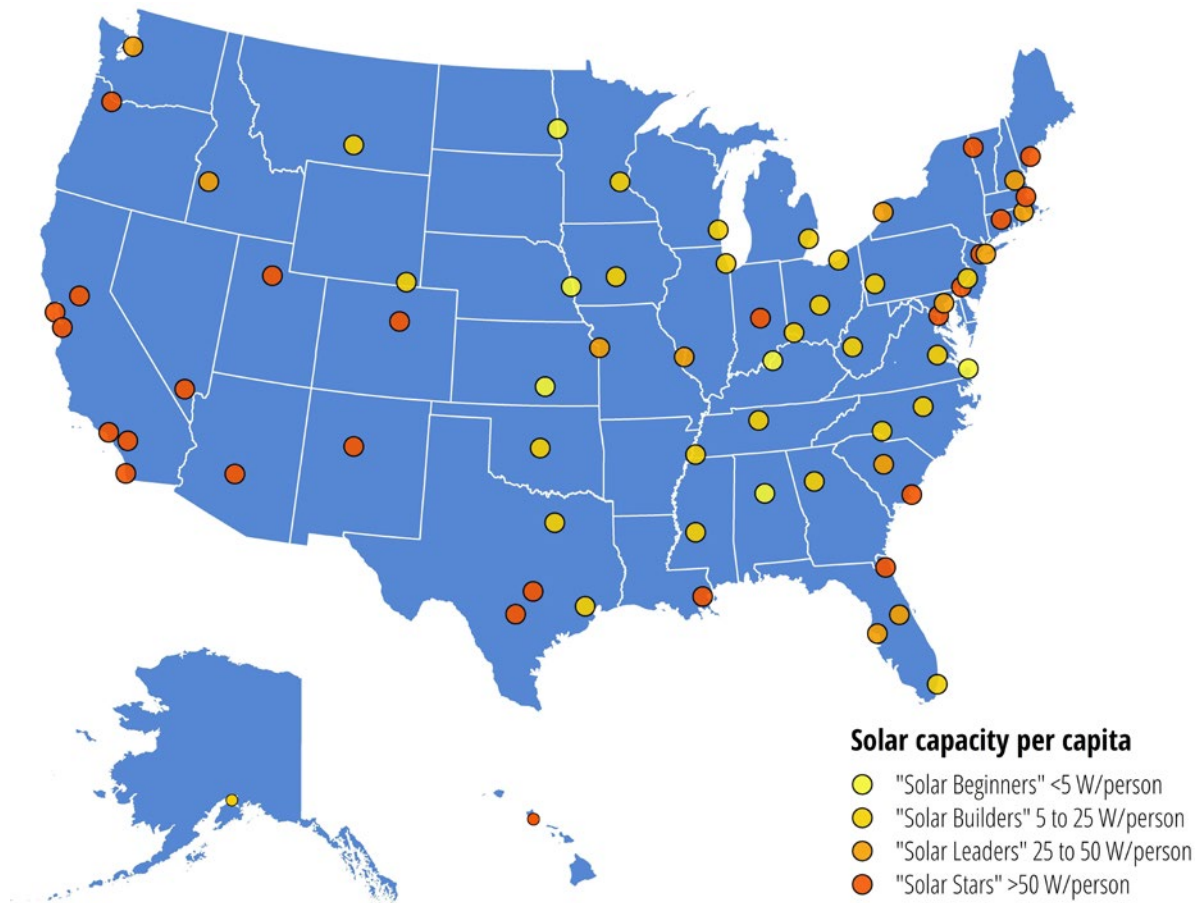 Solar capacity per capita
"Solar Beginners" <5 W/person
"Solar Builders" 5 to 25 W/person
"Solar Leaders" 25 to 50 W/person
"Solar Stars" >50 W/person